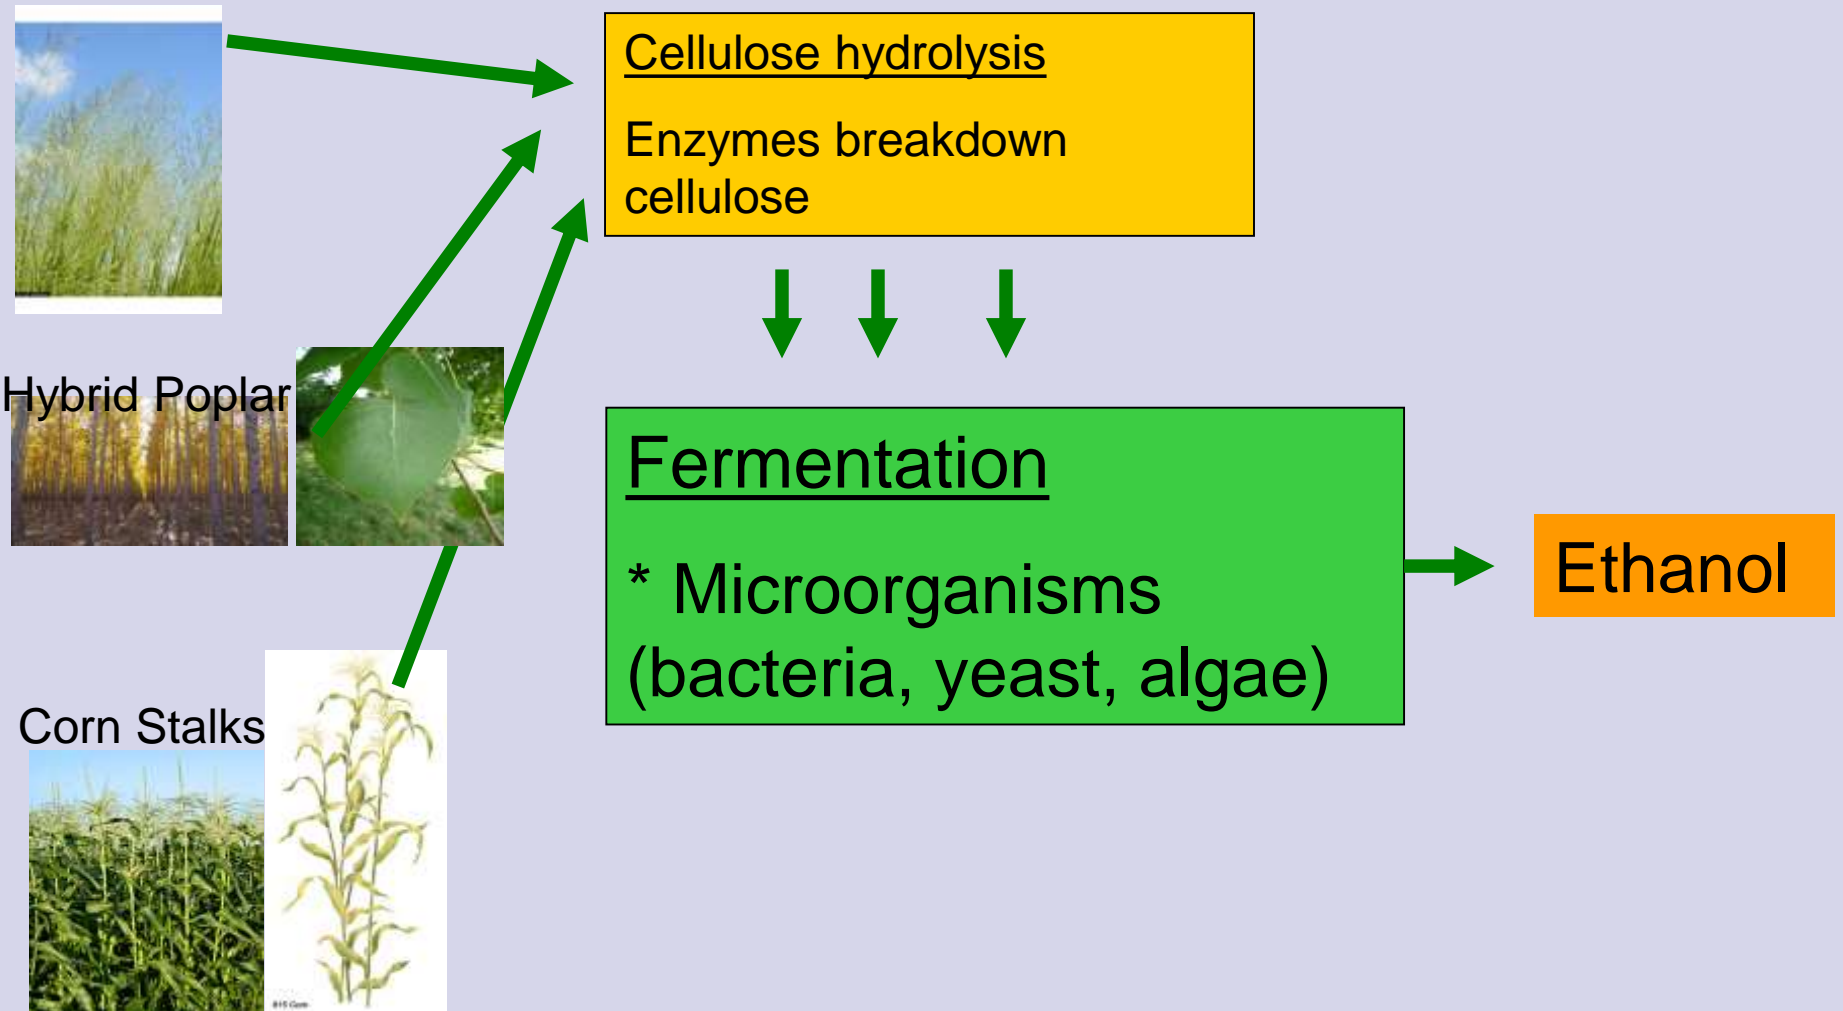 Cellulose hydrolysis
Enzymes breakdown
cellulose
Hybrid Poplar
Fermentation
* Microorganisms
(bacteria, yeast, algae)
Ethanol
Corn Stalks